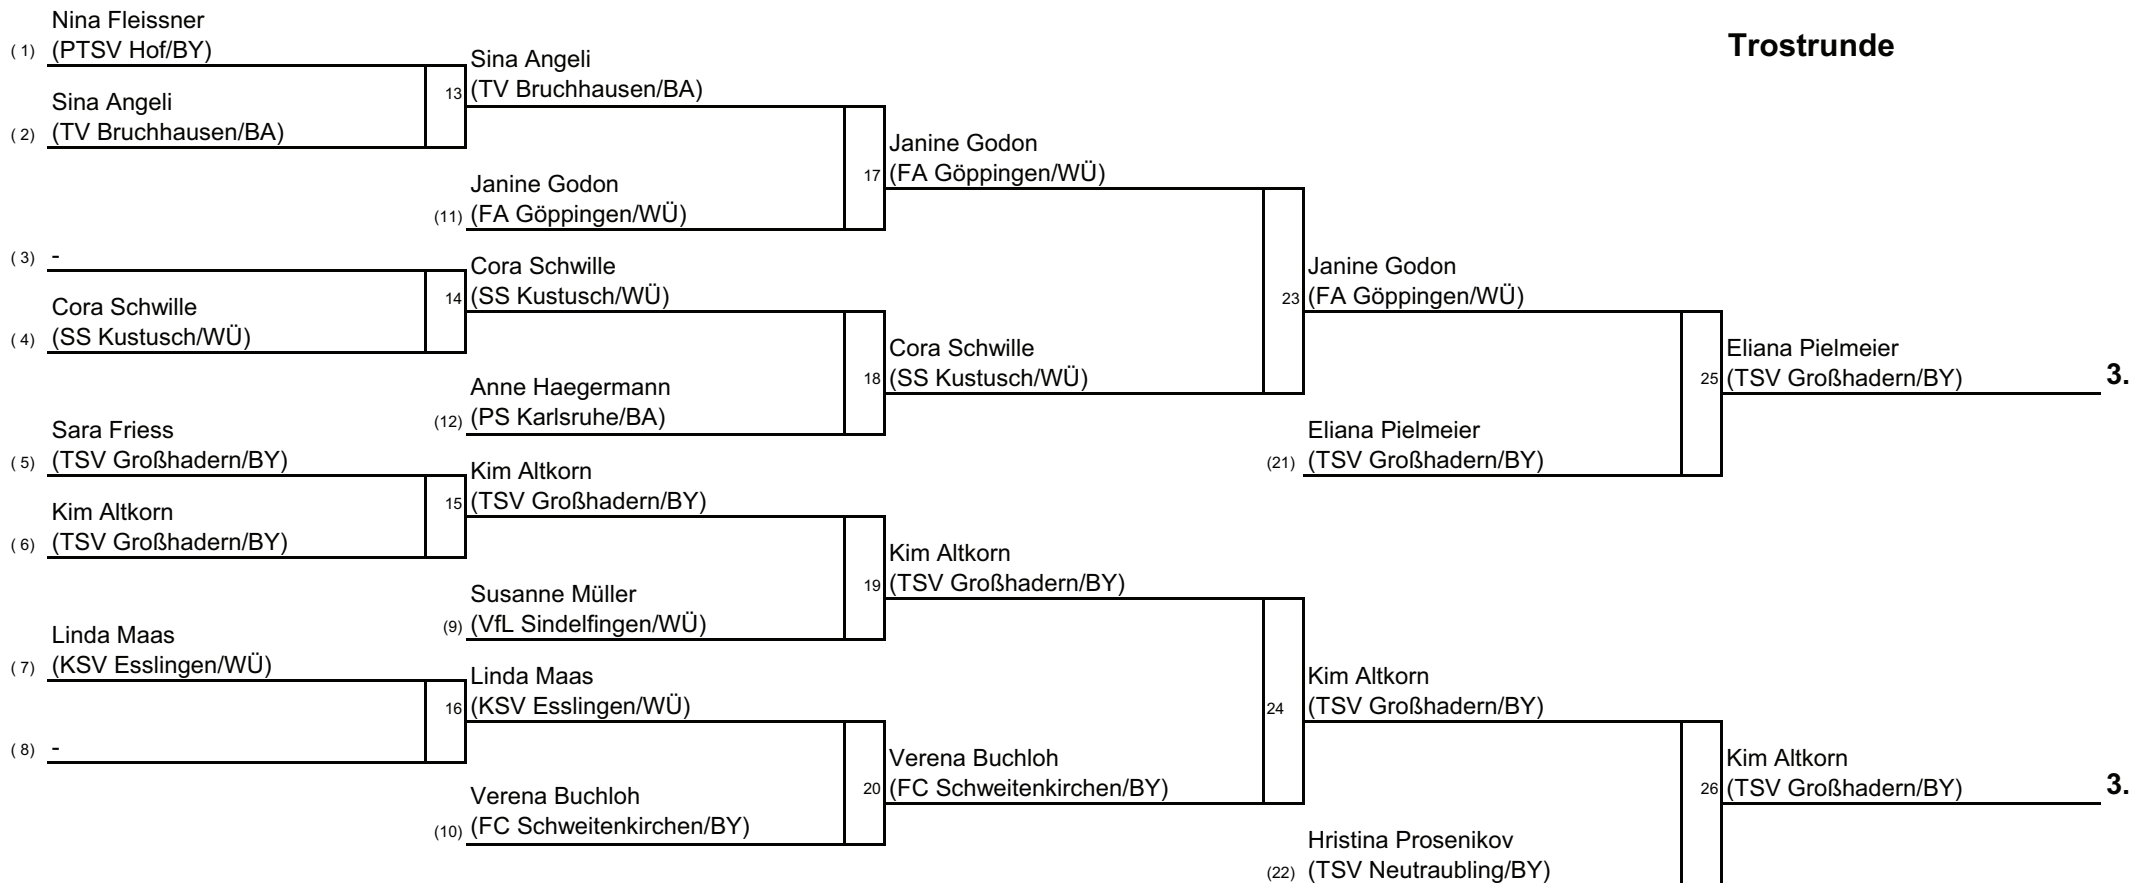 Trostrunde
Nina Fleissner
( 1) (PTSV Hof/BY)
Sina Angeli
( 2) (TV Bruchhausen/BA)
( 3) -
Cora Schwille
( 4) (SS Kustusch/WÜ)
Sara Friess
( 5) (TSV Großhadern/BY)
Kim Altkorn
( 6) (TSV Großhadern/BY)
Linda Maas
( 7) (KSV Esslingen/WÜ)
( 8) -
Sina Angeli
13 (TV Bruchhausen/BA)
Janine Godon
(11) (FA Göppingen/WÜ)
Cora Schwille
14 (SS Kustusch/WÜ)
Anne Haegermann
(12) (PS Karlsruhe/BA)
Kim Altkorn
15 (TSV Großhadern/BY)
Susanne Müller
(9) (VfL Sindelfingen/WÜ)
Linda Maas
16 (KSV Esslingen/WÜ)
Verena Buchloh
(10) (FC Schweitenkirchen/BY)
Janine Godon
17 (FA Göppingen/WÜ)
Cora Schwille
18 (SS Kustusch/WÜ)
Kim Altkorn
19 (TSV Großhadern/BY)
Verena Buchloh
20 (FC Schweitenkirchen/BY)
Janine Godon
23 (FA Göppingen/WÜ)
Eliana Pielmeier
(21) (TSV Großhadern/BY)
Kim Altkorn
24 (TSV Großhadern/BY)
Hristina Prosenikov
(22) (TSV Neutraubling/BY)
Eliana Pielmeier
25 (TSV Großhadern/BY) 3.
Kim Altkorn
26 (TSV Großhadern/BY) 3.